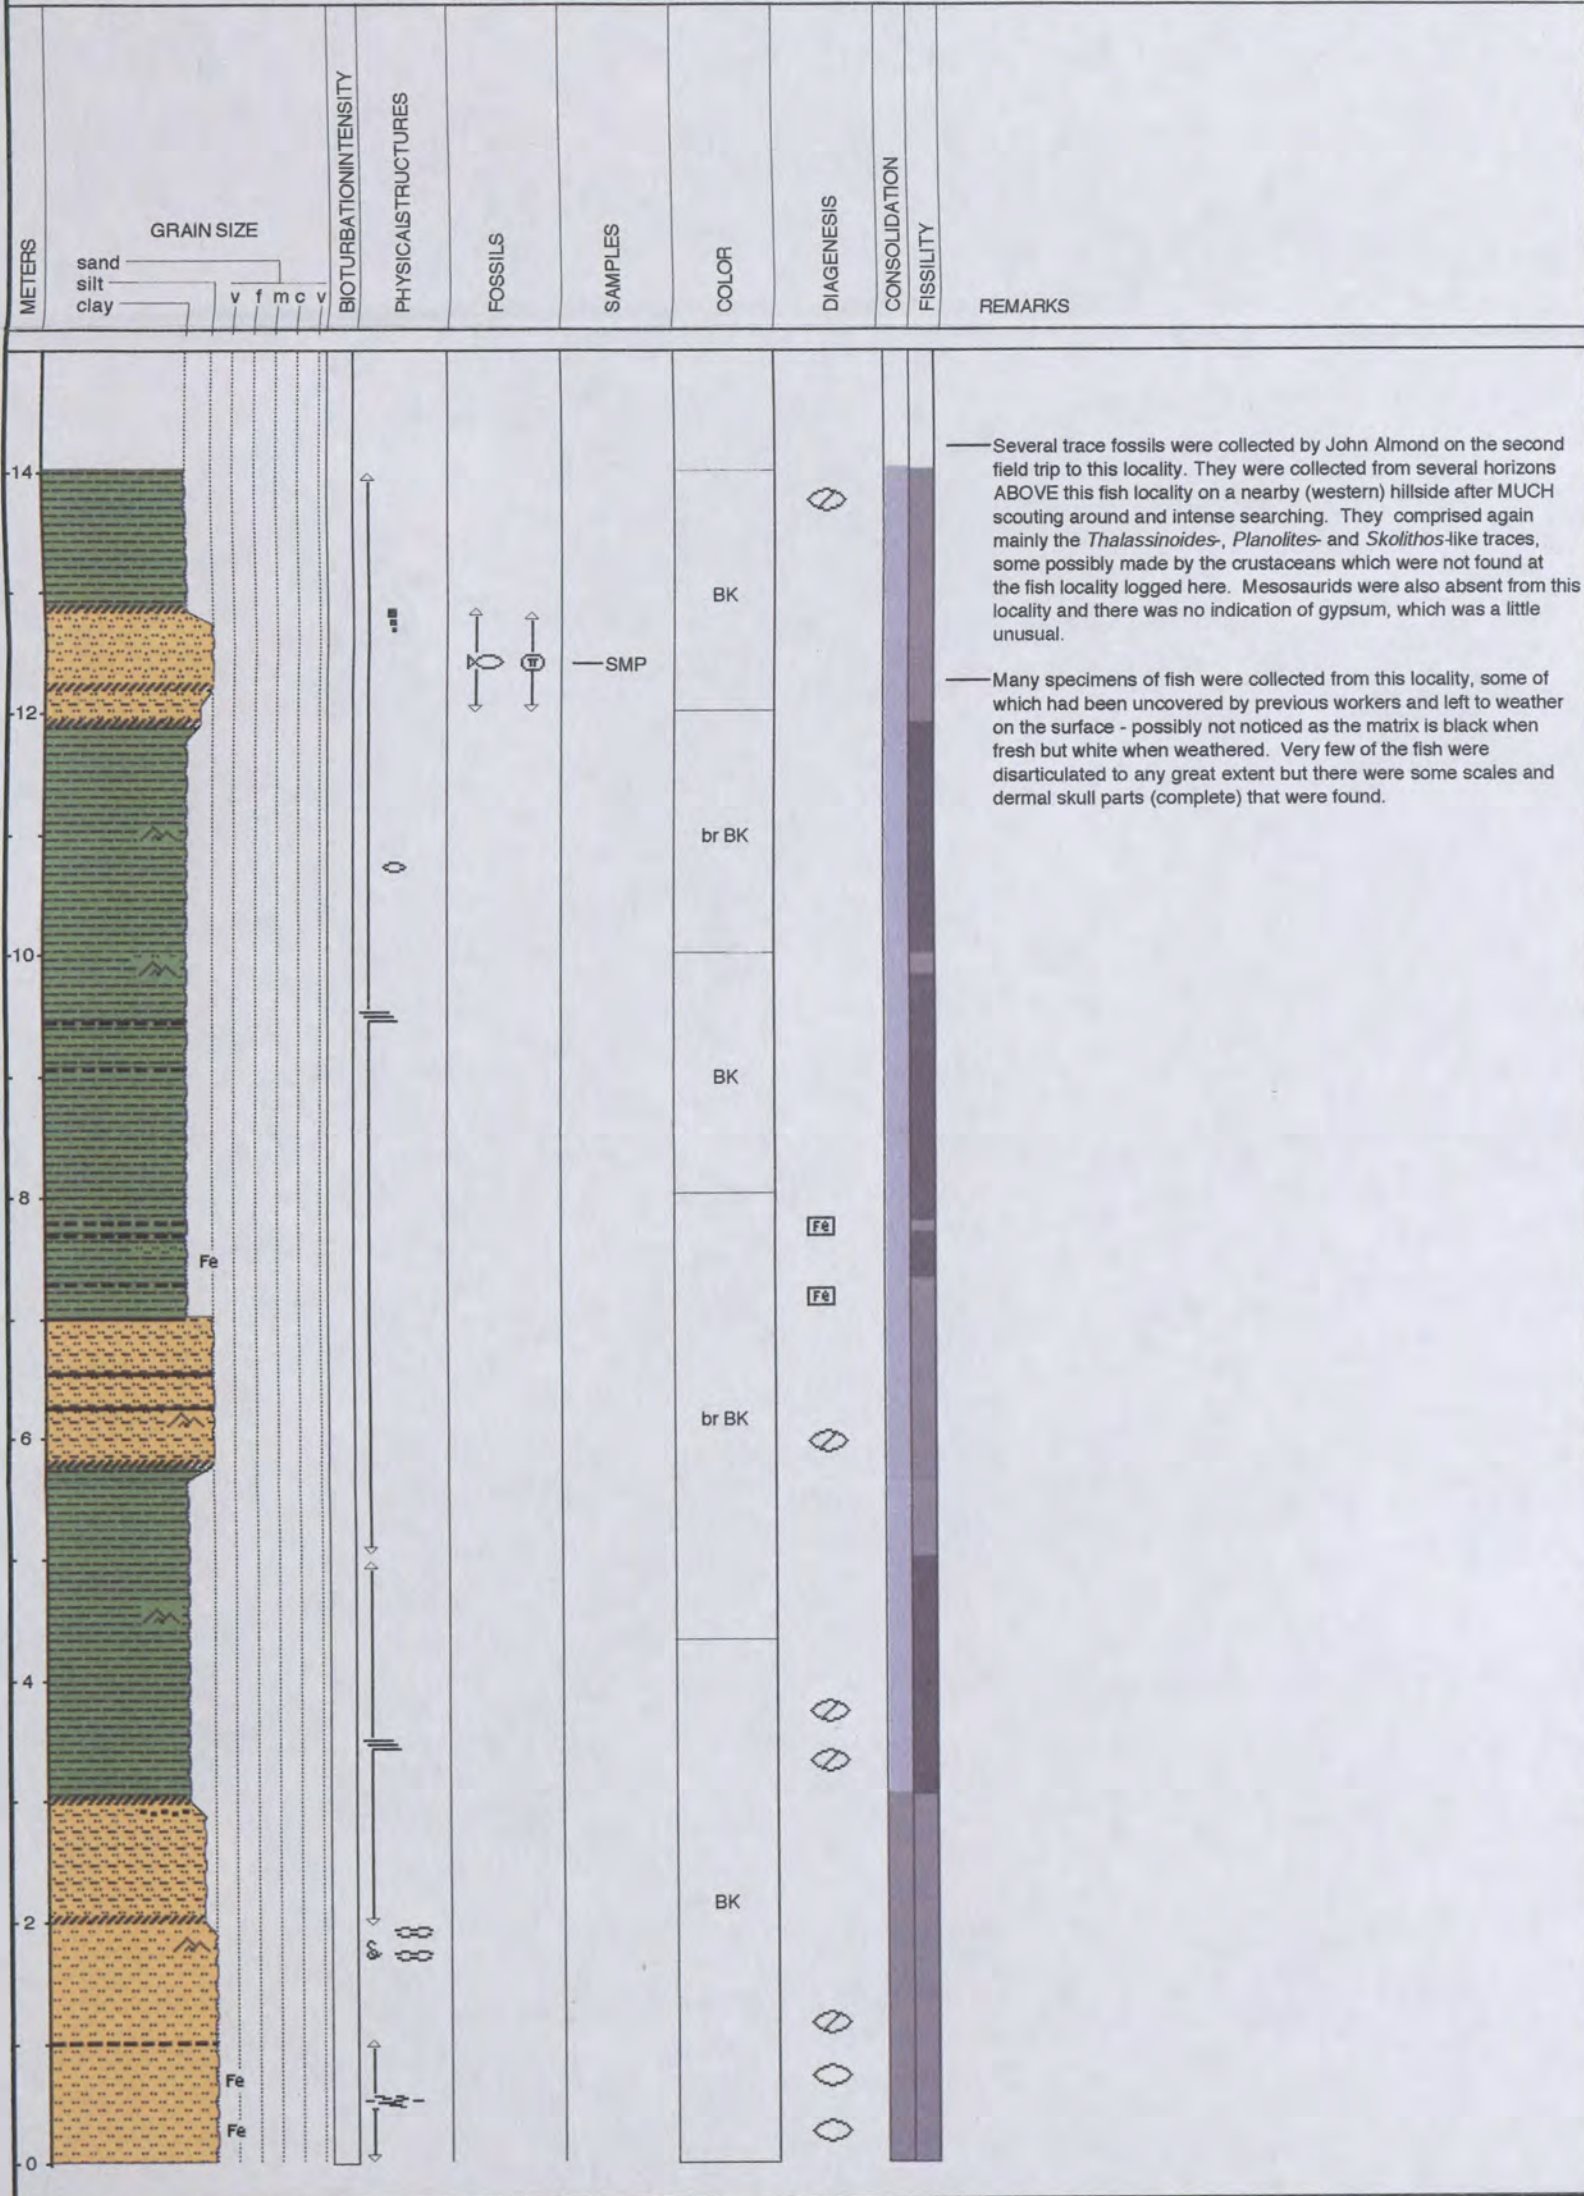 METERS
GRAIN SIZE
sand
silt
clay
v f m c v
BIOTURBATIONINTENSITY
PHYSICALSTRUCTURES
FOSSILS
SAMPLES
COLOR
DIAGENESIS
CONSOLIDATION
FISSILITY
REMARKS
14
12
10
8
6
4
2
0
Fe
Fe
Fe
π
SMP
BK
br BK
BK
br BK
BK
Fe
Fe
Several trace fossils were collected by John Almond on the second
field trip to this locality. They were collected from several horizons
ABOVE this fish locality on a nearby (western) hillside after MUCH
scouting around and intense searching. They comprised again
mainly the Thalassinoides-, Planolites- and Skolithos-like traces,
some possibly made by the crustaceans which were not found at
the fish locality logged here. Mesosaurids were also absent from this
locality and there was no indication of gypsum, which was a little
unusual.
Many specimens of fish were collected from this locality, some of
which had been uncovered by previous workers and left to weather
on the surface - possibly not noticed as the matrix is black when
fresh but white when weathered. Very few of the fish were
disarticulated to any great extent but there were some scales and
dermal skull parts (complete) that were found.